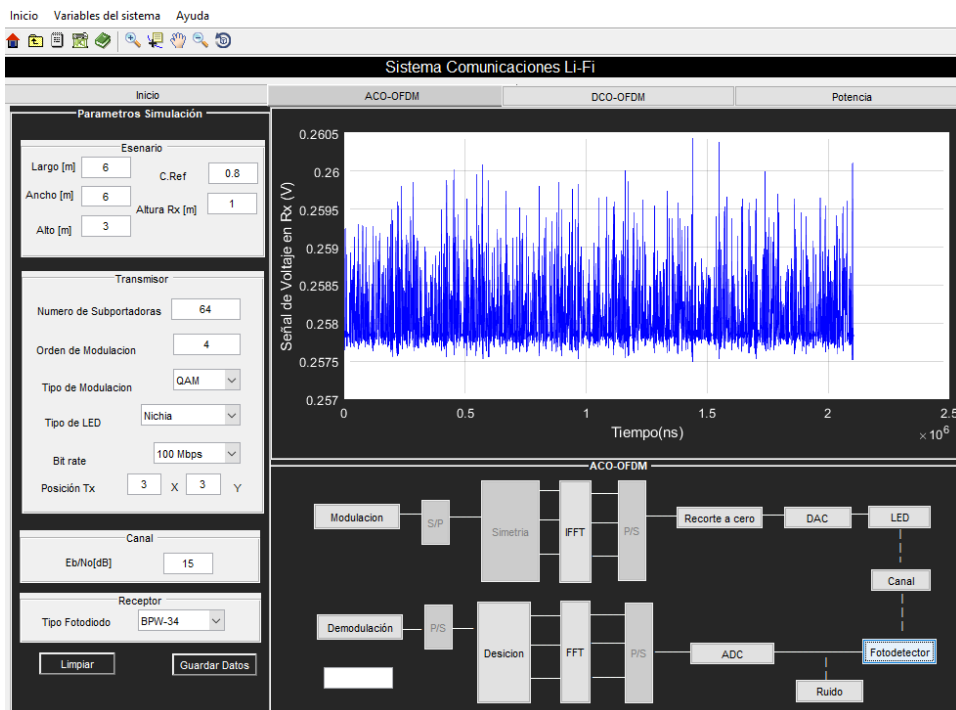 Inicio Variables del sistema Ayuda
Sistema Comunicaciones Li-Fi
Inicio ACO-OFDM DCO-OFDM Potencia
Parametros Simulación
Esenario
Largo [m] 6
C.Ref 0.8
Ancho [m] 6
Altura Rx [m] 1
Alto [m] 3
Transmisor
Numero de Subportadoras 64
Orden de Modulacion 4
Tipo de Modulacion QAM
Tipo de LED Nichia
Bit rate 100 Mbps
Posición Tx 3 X 3 Y
Canal
Eb/No[dB] 15
Receptor
Tipo Fotodiodo BPW-34
Limpiar Guardar Datos
Señal de Voltaje en Rx (V)
0.2605
0.26
0.2595
0.259
0.2585
0.258
0.2575
0.257
0 0.5 1 1.5 2 2.5
Tiempo(ns)
×10⁶
ACO-OFDM
Modulacion S/P Simetria IFFT P/S Recorte a cero DAC LED
Canal
Demodulación P/S Desicion FFT P/S ADC Fotodetector
Ruido